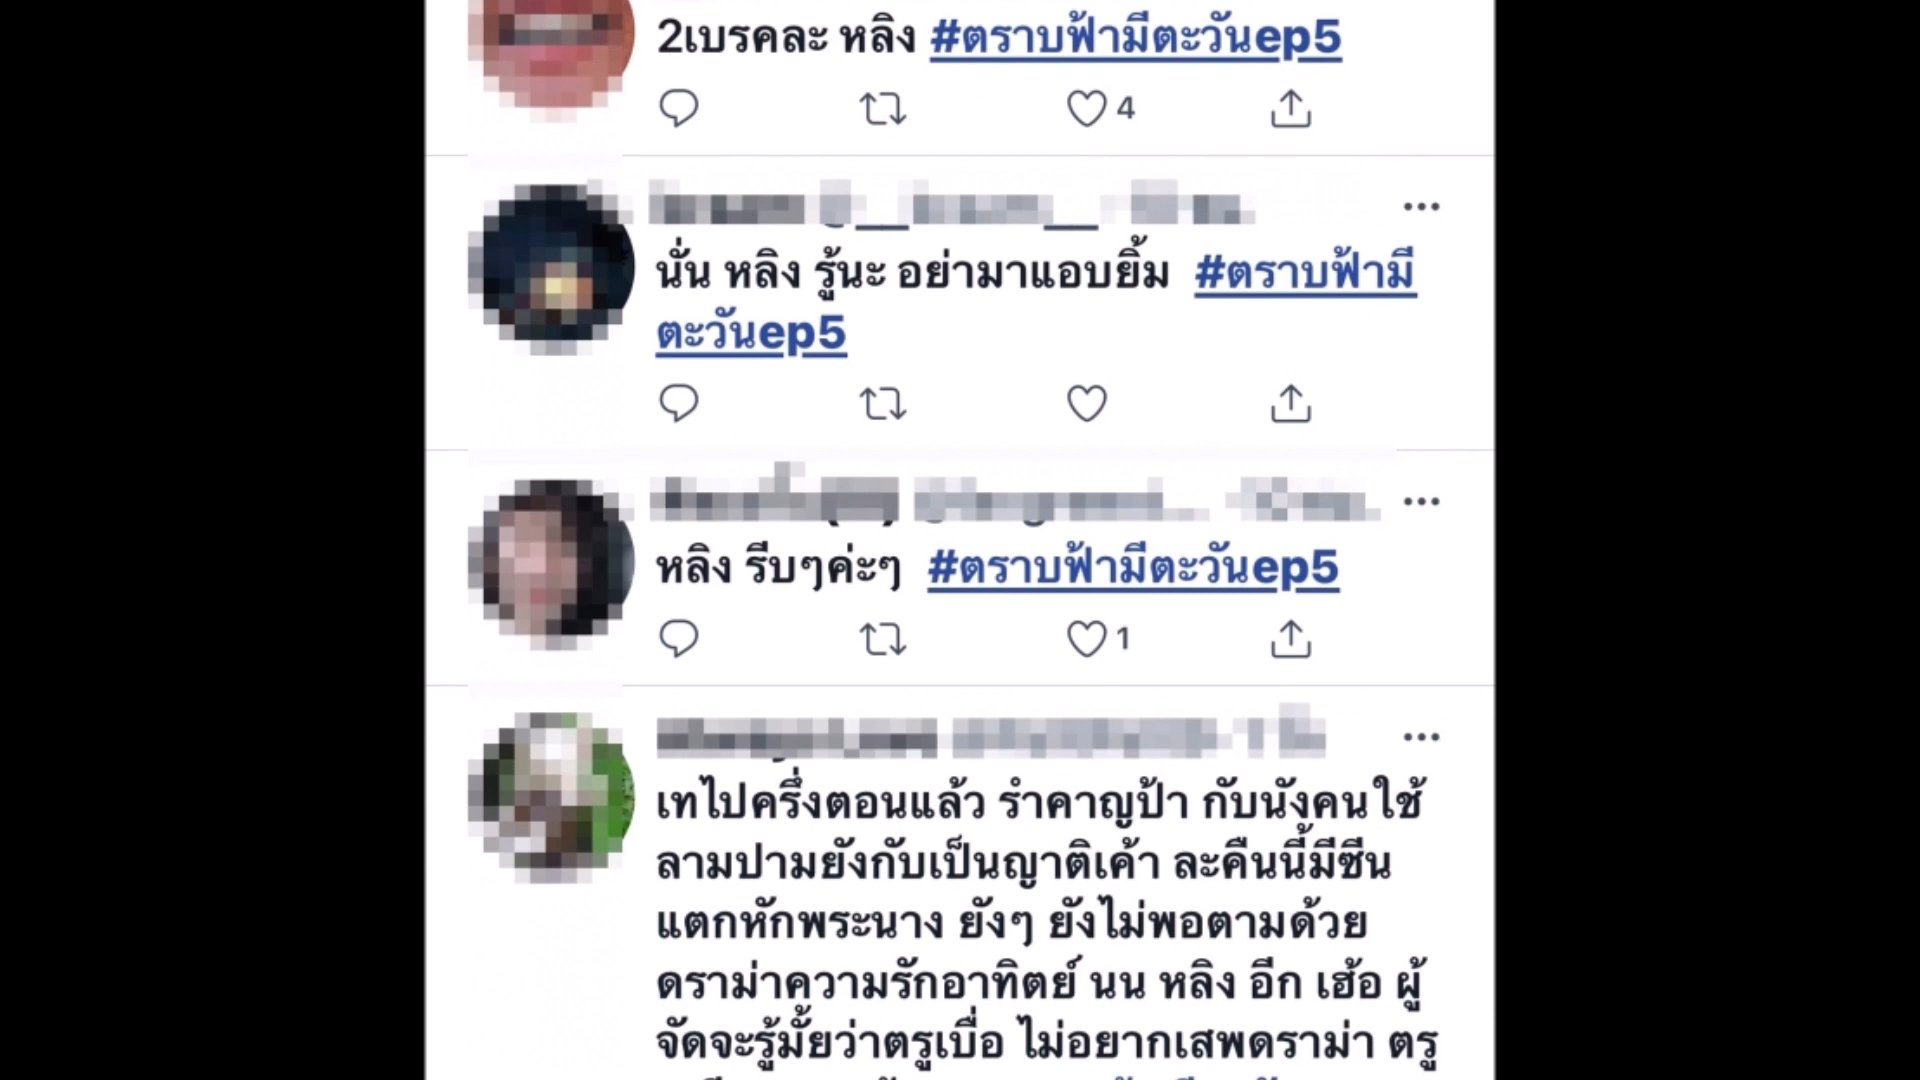 2เบรคละ หลิง #ตราบฟ้ามีตะวันep5
4
นั่น หลิง รู้นะ อย่ามาแอบยิ้ม #ตราบฟ้ามี
ตะวันep5
หลิง รีบๆค่ะๆ #ตราบฟ้ามีตะวันep5
1
เทไปครึ่งตอนแล้ว รำคาญป้า กับนังคนใช้
ลามปามยังกับเป็นญาติเค้า ละคืนนี้มีซีน
แตกหักพระนาง ยังๆ ยังไม่พอตามด้วย
ดราม่าความรักอาทิตย์ นน หลิง อีก เฮ้อ ผู้
จัดจะรู้มั้ยว่าตรูเบื่อ ไม่อยากเสพดราม่า ตรู